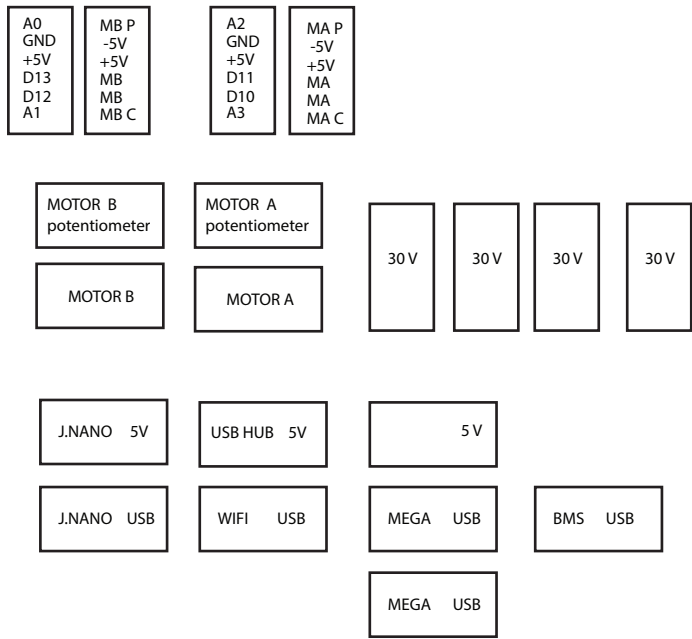 A0
GND
+5V
D13
D12
A1
MB P
-5V
+5V
MB
MB
MB C
A2
GND
+5V
D11
D10
A3
MA P
-5V
+5V
MA
MA
MA C
MOTOR B
potentiometer
MOTOR A
potentiometer
MOTOR B
MOTOR A
30 V
30 V
30 V
30 V
J.NANO 5V
USB HUB 5V
5 V
J.NANO USB
WIFI USB
MEGA USB
BMS USB
MEGA USB